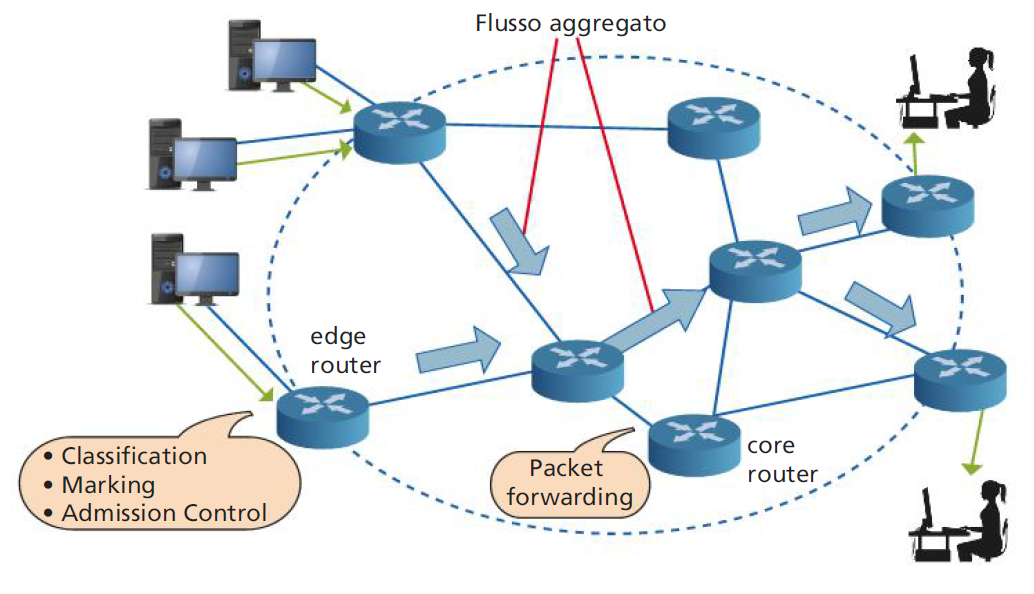 Flusso aggregato
edge
router
• Classification
• Marking
• Admission Control
Packet
forwarding
core
router